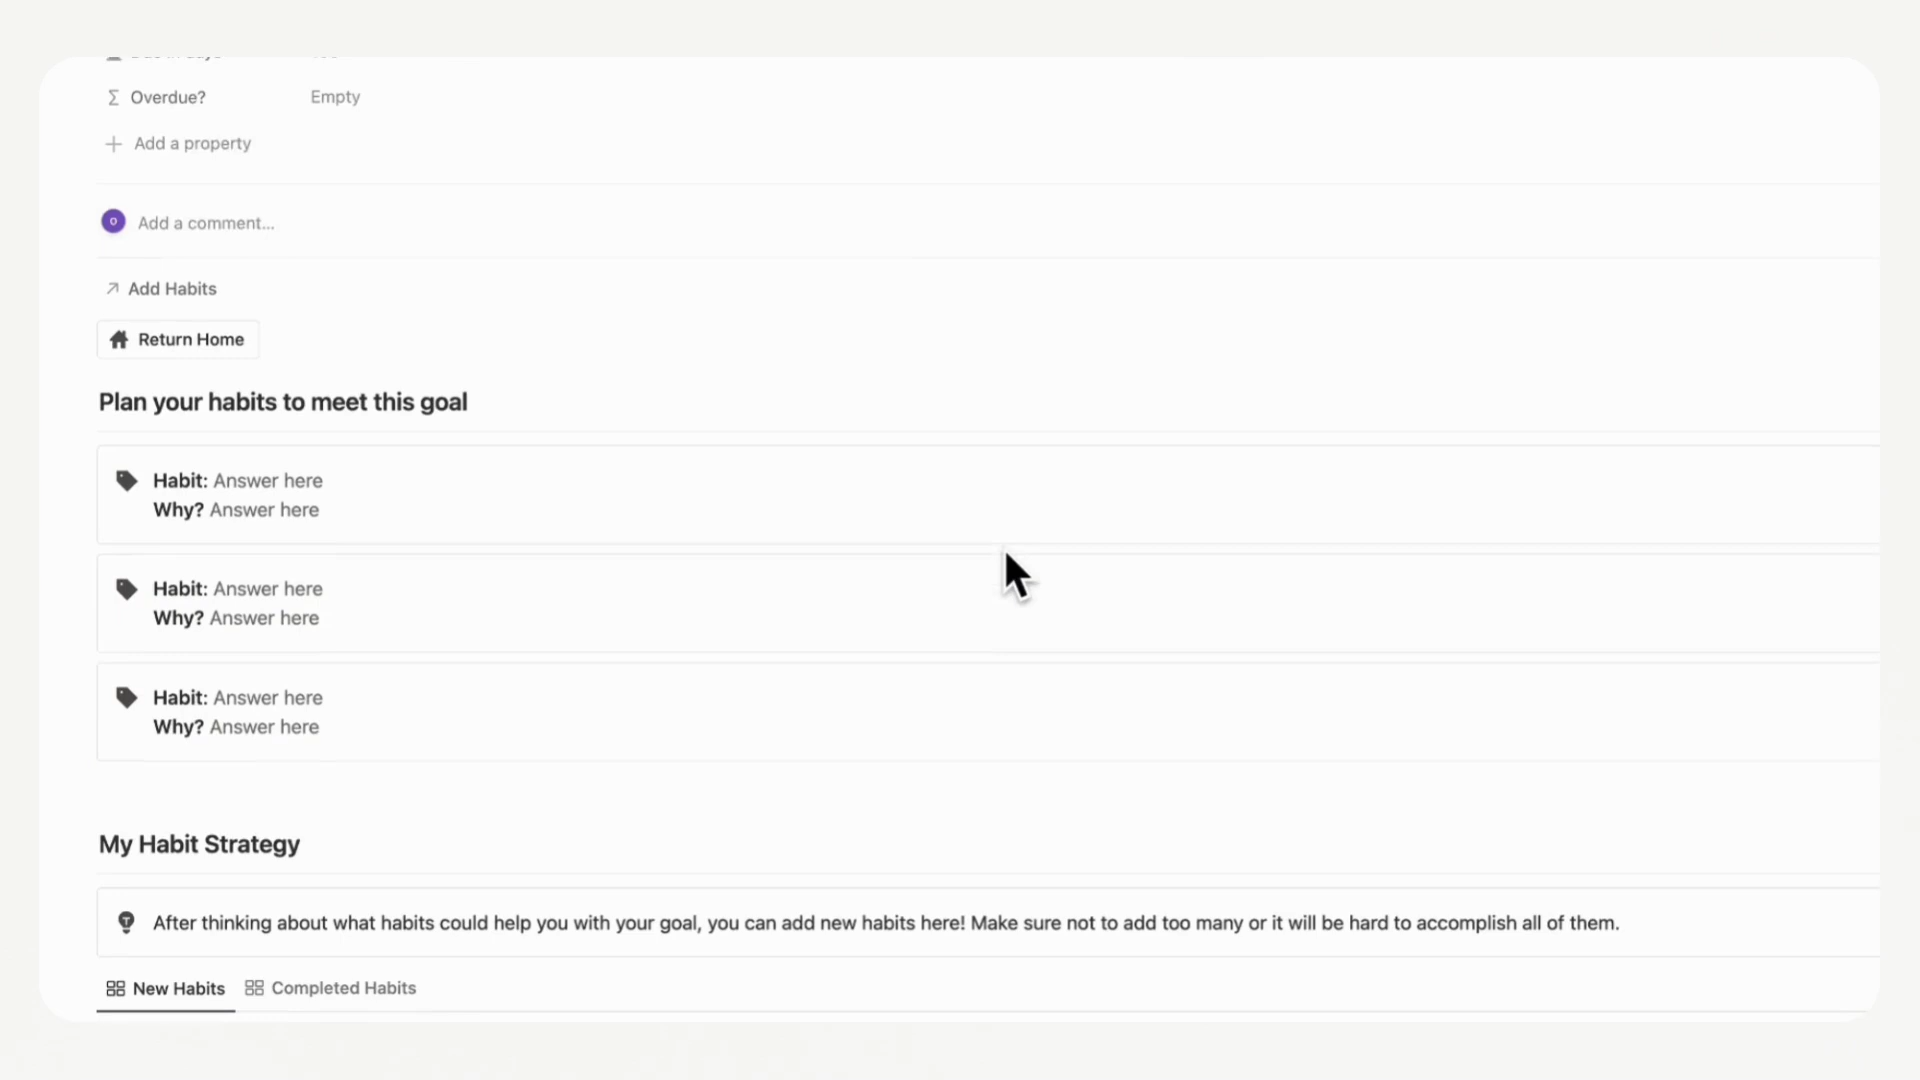 Overdue? Empty
Add a property
O
Add a comment...
Add Habits
Return Home
Plan your habits to meet this goal
Habit: Answer here
Why? Answer here
Habit: Answer here
Why? Answer here
Habit: Answer here
Why? Answer here
My Habit Strategy
After thinking about what habits could help you with your goal, you can add new habits here! Make sure not to add too many or it will be hard to accomplish all of them.
New Habits Completed Habits